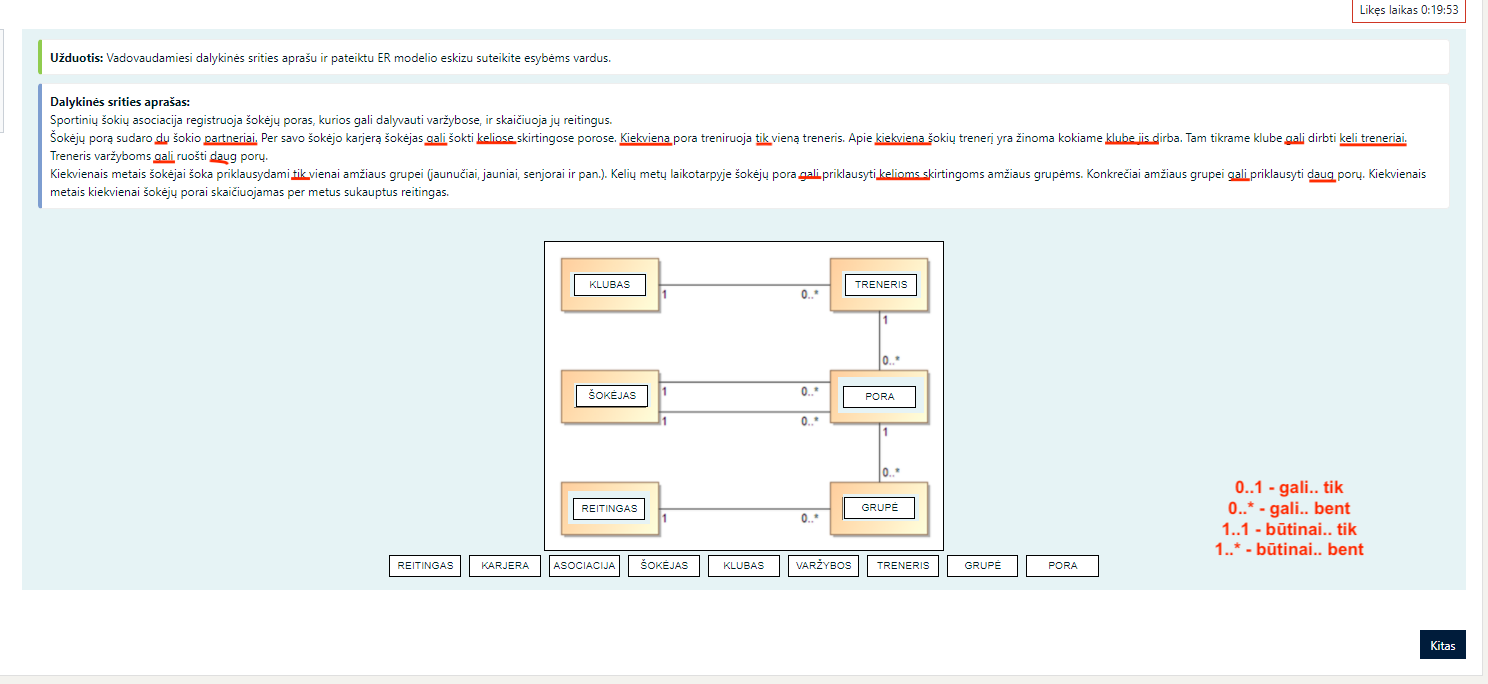 Likęs laikas 0:19:53
Užduotis: Vadovaudamiesi dalykinės srities aprašu ir pateiktu ER modelio eskizu suteikite esybėms vardus.
Dalykinės srities aprašas:
Sportinių šokių asociacija registruoja šokėjų poras, kurios gali dalyvauti varžybose, ir skaičiuoja jų reitingus.
Šokėjų porą sudaro du šokio partneriai. Per savo šokėjo karjerą šokėjas gali šokti keliose skirtingose porose. Kiekviena pora treniruoja tik vieną treneris. Apie kiekvieną šokių trenerį yra žinoma kokiame klube jis dirba. Tam tikrame klube gali dirbti keli treneriai.
Treneris varžyboms gali ruošti daug porų.
Kiekvienais metais šokėjai šoka priklausydami tik vienai amžiaus grupei (jaunučiai, jauniai, senjorai ir pan.). Kelių metų laikotarpyje šokėjų pora gali priklausyti kelioms skirtingoms amžiaus grupėms. Konkrečiai amžiaus grupei gali priklausyti daug porų. Kiekvienais
metais kiekvienai šokėjų porai skaičiuojamas per metus sukauptus reitingas.
KLUBAS
1
0..*
TRENERIS
1
0..*
ŠOKĖJAS
1
0..*
1
0..*
PORA
1
0..*
REITINGAS
1
0..*
GRUPĖ
0..1 - gali.. tik
0..* - gali.. bent
1..1 - būtinai.. tik
1..* - būtinai.. bent
REITINGAS KARJERA ASOCIACIJA ŠOKĖJAS KLUBAS VARŽYBOS TRENERIS GRUPĖ PORA
Kitas